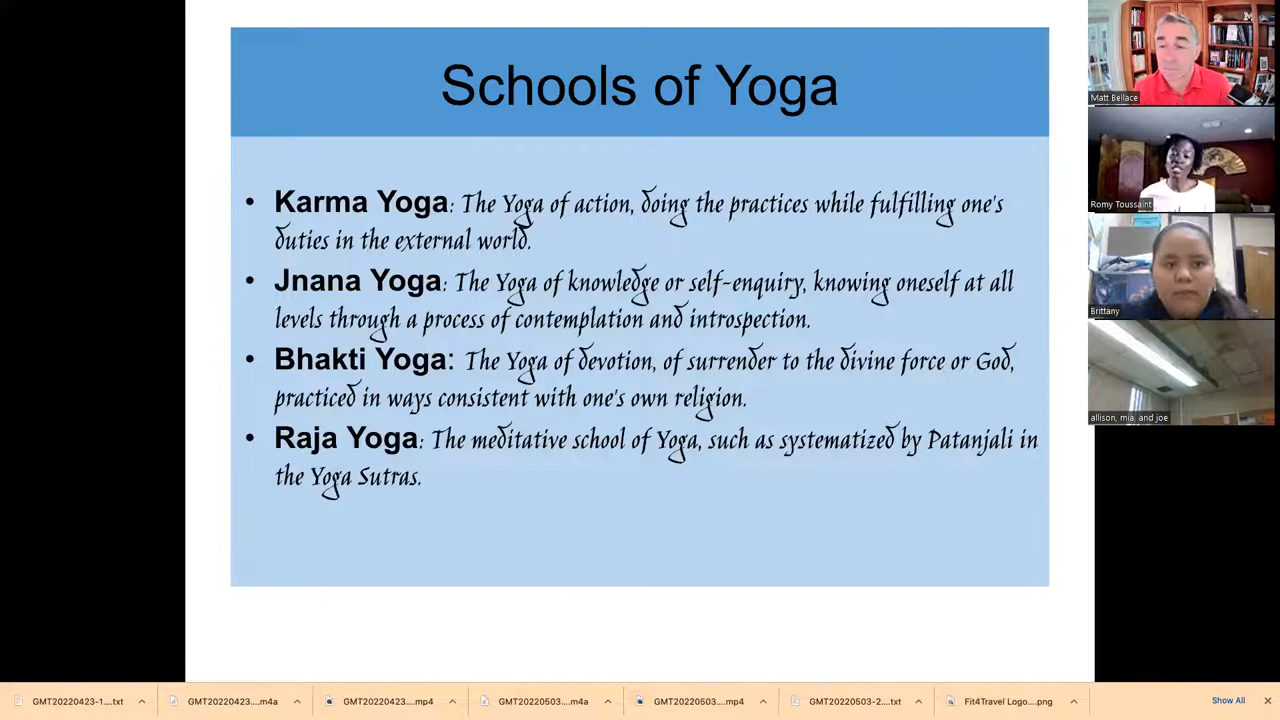 Schools of Yoga
• Karma Yoga: The Yoga of action, doing the practices while fulfilling one's
duties in the external world.
• Jnana Yoga: The Yoga of knowledge or self-enquiry, knowing oneself at all
levels through a process of contemplation and introspection.
• Bhakti Yoga: The Yoga of devotion, of surrender to the divine force or God,
practiced in ways consistent with one's own religion.
• Raja Yoga: The meditative school of Yoga, such as systematized by Patanjali in
the Yoga Sutras.
Matt Bellace
Romy Toussaint
Brittany
allison, mia, and joe
GMT20220423-1....txt
GMT20220423....m4a
GMT20220423....mp4
GMT20220503....m4a
GMT20220503....mp4
GMT20220503-2....txt
Fit4Travel Logo....png
Show All